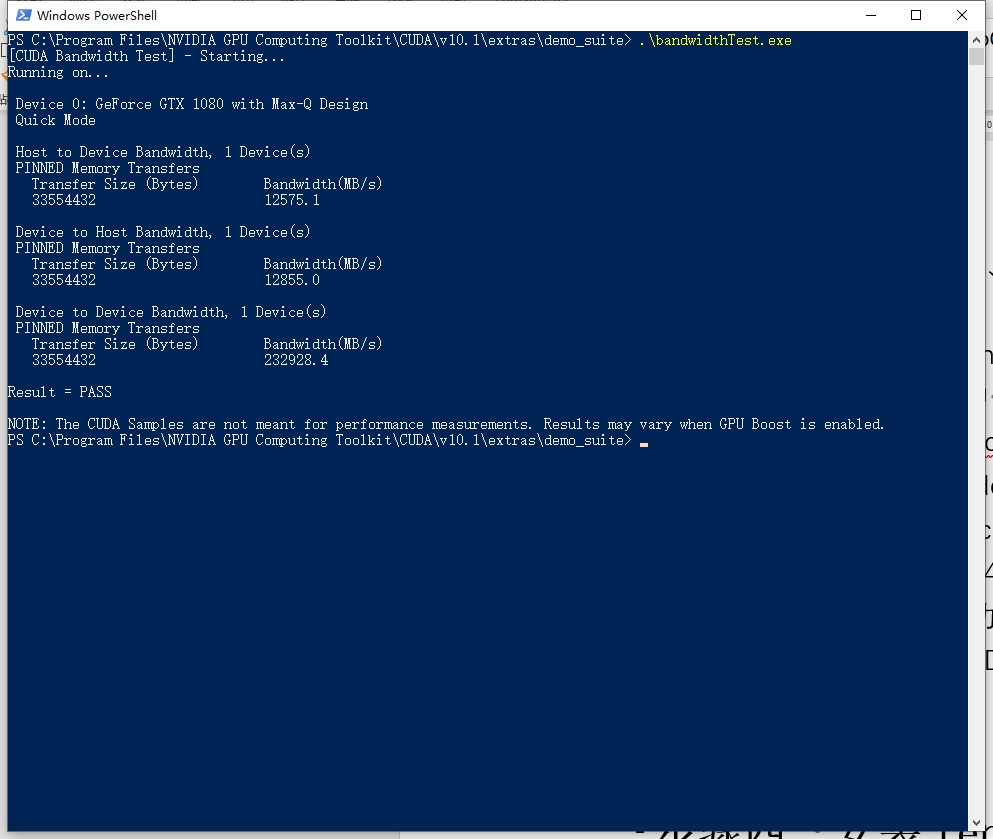 Windows PowerShell
PS C:\Program Files\NVIDIA GPU Computing Toolkit\CUDA\v10.1\extras\demo_suite> .\bandwidthTest.exe
[CUDA Bandwidth Test] - Starting...
Running on...
Device 0: GeForce GTX 1080 with Max-Q Design
Quick Mode
Host to Device Bandwidth, 1 Device(s)
PINNED Memory Transfers
Transfer Size (Bytes) Bandwidth(MB/s)
33554432 12575.1
Device to Host Bandwidth, 1 Device(s)
PINNED Memory Transfers
Transfer Size (Bytes) Bandwidth(MB/s)
33554432 12855.0
Device to Device Bandwidth, 1 Device(s)
PINNED Memory Transfers
Transfer Size (Bytes) Bandwidth(MB/s)
33554432 232928.4
Result = PASS
NOTE: The CUDA Samples are not meant for performance measurements. Results may vary when GPU Boost is enabled.
PS C:\Program Files\NVIDIA GPU Computing Toolkit\CUDA\v10.1\extras\demo_suite>